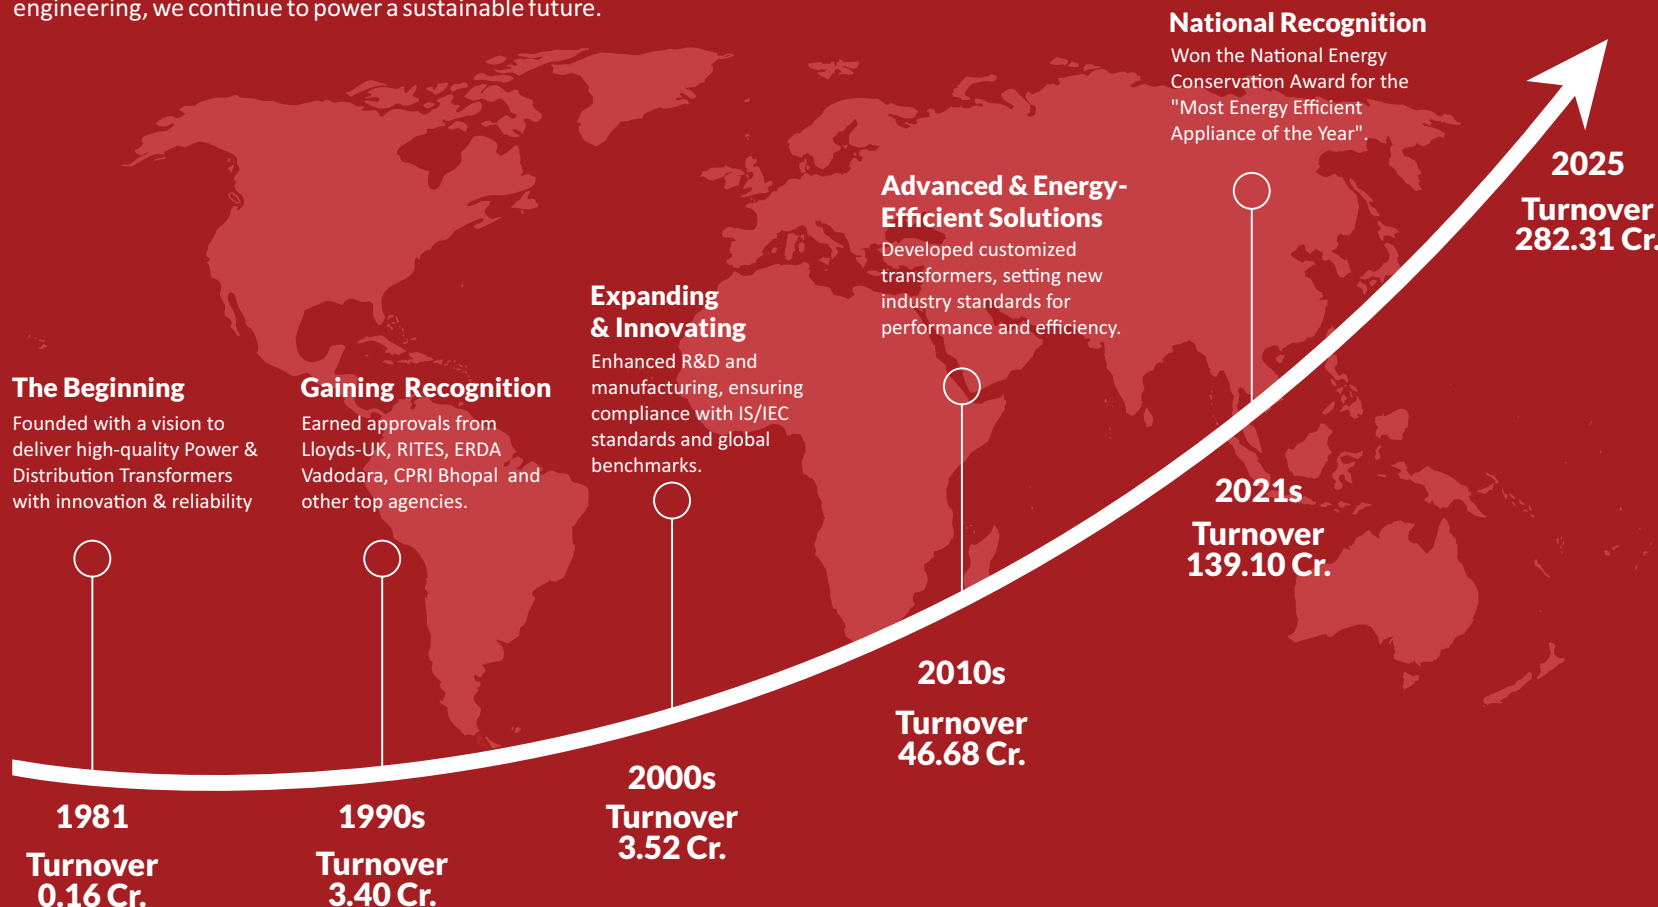 engineering, we continue to power a sustainable future.
The Beginning
Founded with a vision to
deliver high-quality Power &
Distribution Transformers
with innovation & reliability
1981
Turnover
0.16 Cr.
Gaining Recognition
Earned approvals from
Lloyds-UK, RITES, ERDA
Vadodara, CPRI Bhopal and
other top agencies.
1990s
Turnover
3.40 Cr.
Expanding
& Innovating
Enhanced R&D and
manufacturing, ensuring
compliance with IS/IEC
standards and global
benchmarks.
2000s
Turnover
3.52 Cr.
Advanced & Energy-
Efficient Solutions
Developed customized
transformers, setting new
industry standards for
performance and efficiency.
2010s
Turnover
46.68 Cr.
National Recognition
Won the National Energy
Conservation Award for the
"Most Energy Efficient
Appliance of the Year".
2021s
Turnover
139.10 Cr.
2025
Turnover
282.31 Cr.